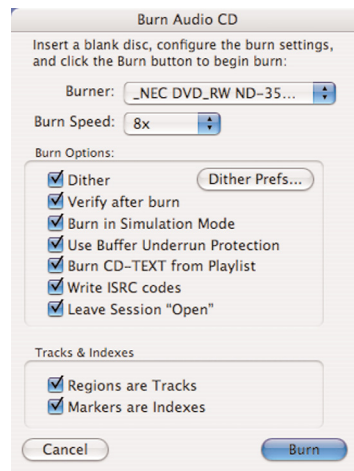 Burn Audio CD
Insert a blank disc, configure the burn settings,
and click the Burn button to begin burn:
Burner: _NEC DVD_RW ND-35...
Burn Speed: 8x
Burn Options:
Dither Dither Prefs...
Verify after burn
Burn in Simulation Mode
Use Buffer Underrun Protection
Burn CD-TEXT from Playlist
Write ISRC codes
Leave Session "Open"
Tracks & Indexes
Regions are Tracks
Markers are Indexes
Cancel Burn